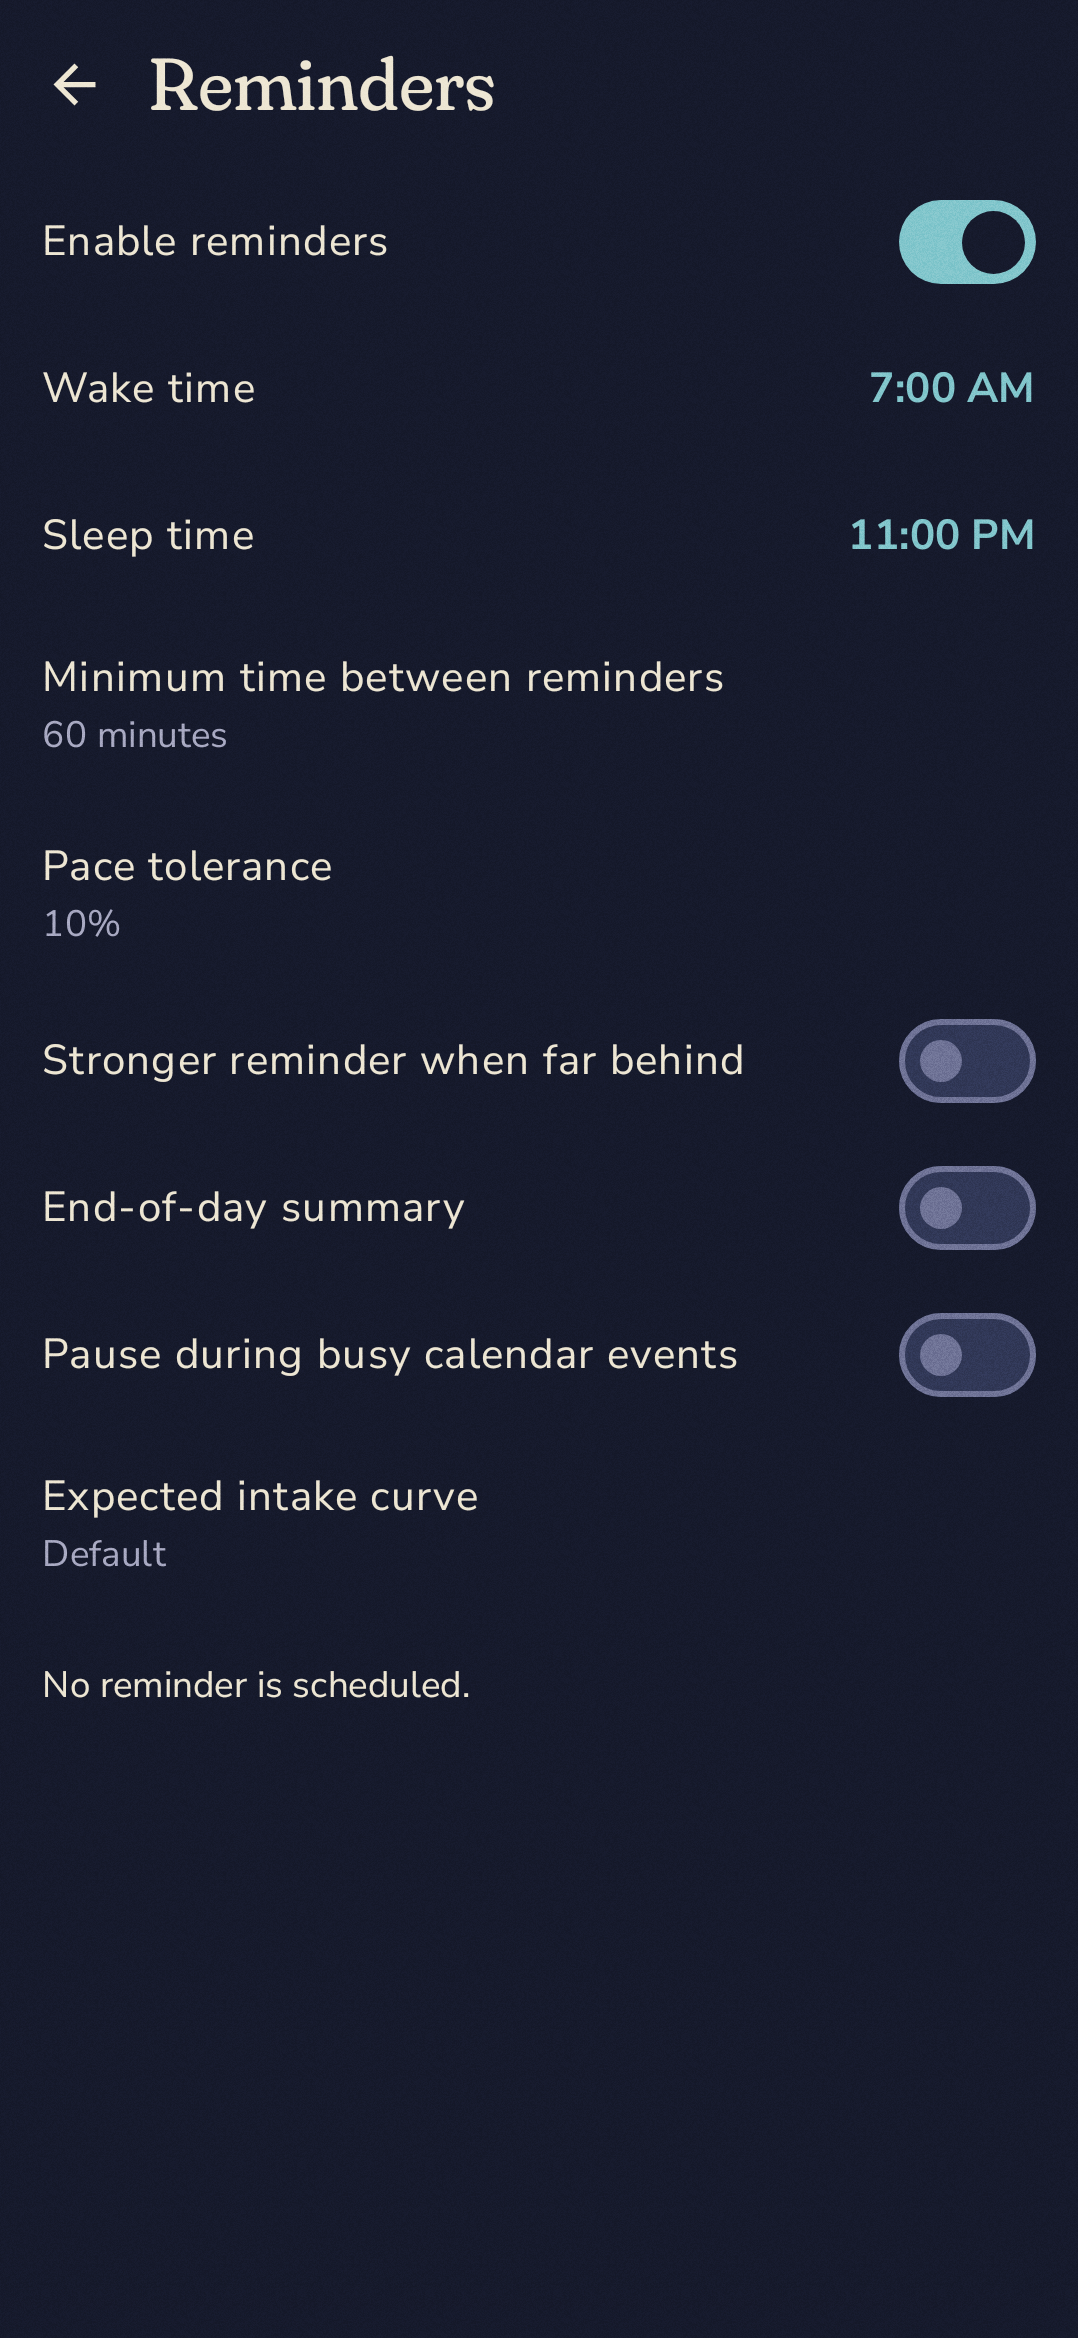 Reminders
Enable reminders
Wake time
7:00 AM
Sleep time
11:00 PM
Minimum time between reminders
60 minutes
Pace tolerance
10%
Stronger reminder when far behind
End-of-day summary
Pause during busy calendar events
Expected intake curve
Default
No reminder is scheduled.